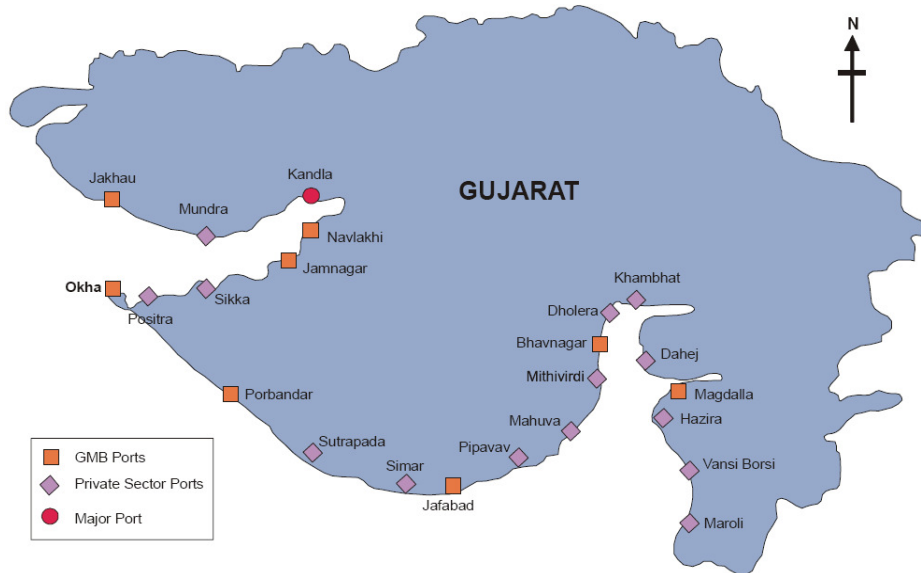 N
Jakhau
Kandla
Mundra
GUJARAT
Navlakhi
Jamnagar
Okha
Positra
Sikka
Khambhat
Dholera
Bhavnagar
Dahej
Mithivirdi
Magdalla
Porbandar
Hazira
Mahuva
Sutrapada
Pipavav
Simar
Vansi Borsi
Jafabad
Maroli
GMB Ports
Private Sector Ports
Major Port